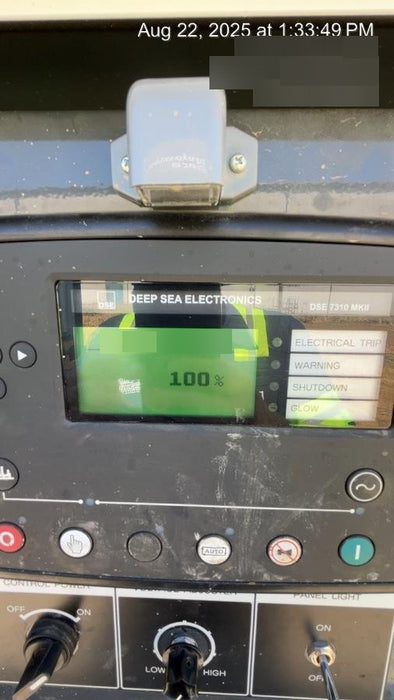 Aug 22, 2025 at 1:33:49 PM
DSE DEEP SEA ELECTRONICS DSE 7310 MKII
ELECTRICAL TRIP
WARNING
100 %
SHUTDOWN
GLOW
AUTO
CONTROL POWER
PANEL LIGHT
OFF ON
ON
LOW HIGH
OFF